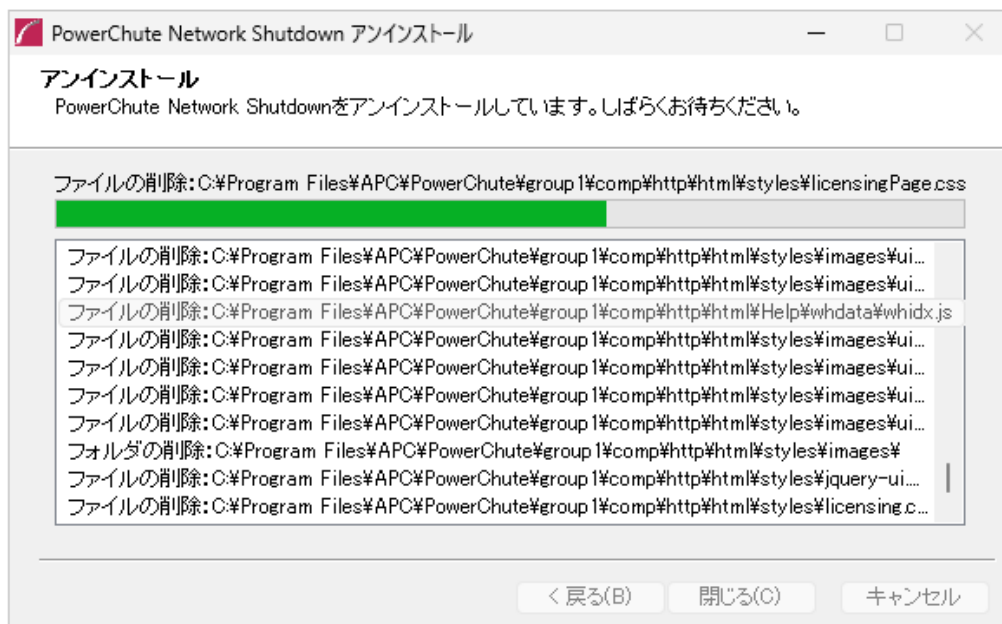 PowerChute Network Shutdown アンインストール
アンインストール
PowerChute Network Shutdownをアンインストールしています。しばらくお待ちください。
ファイルの削除:C:¥Program Files¥APC¥PowerChute¥group1¥comp¥http¥html¥styles¥licensingPage.css
ファイルの削除:C:¥Program Files¥APC¥PowerChute¥group1¥comp¥http¥html¥styles¥images¥ui...
ファイルの削除:C:¥Program Files¥APC¥PowerChute¥group1¥comp¥http¥html¥styles¥images¥ui...
ファイルの削除:C:¥Program Files¥APC¥PowerChute¥group1¥comp¥http¥html¥Help¥whdata¥whidx.js
ファイルの削除:C:¥Program Files¥APC¥PowerChute¥group1¥comp¥http¥html¥styles¥images¥ui...
ファイルの削除:C:¥Program Files¥APC¥PowerChute¥group1¥comp¥http¥html¥styles¥images¥ui...
ファイルの削除:C:¥Program Files¥APC¥PowerChute¥group1¥comp¥http¥html¥styles¥images¥ui...
ファイルの削除:C:¥Program Files¥APC¥PowerChute¥group1¥comp¥http¥html¥styles¥images¥ui...
フォルダの削除:C:¥Program Files¥APC¥PowerChute¥group1¥comp¥http¥html¥styles¥images¥
ファイルの削除:C:¥Program Files¥APC¥PowerChute¥group1¥comp¥http¥html¥styles¥jquery-ui....
ファイルの削除:C:¥Program Files¥APC¥PowerChute¥group1¥comp¥http¥html¥styles¥licensing.c...
< 戻る(B) 閉じる(C) キャンセル